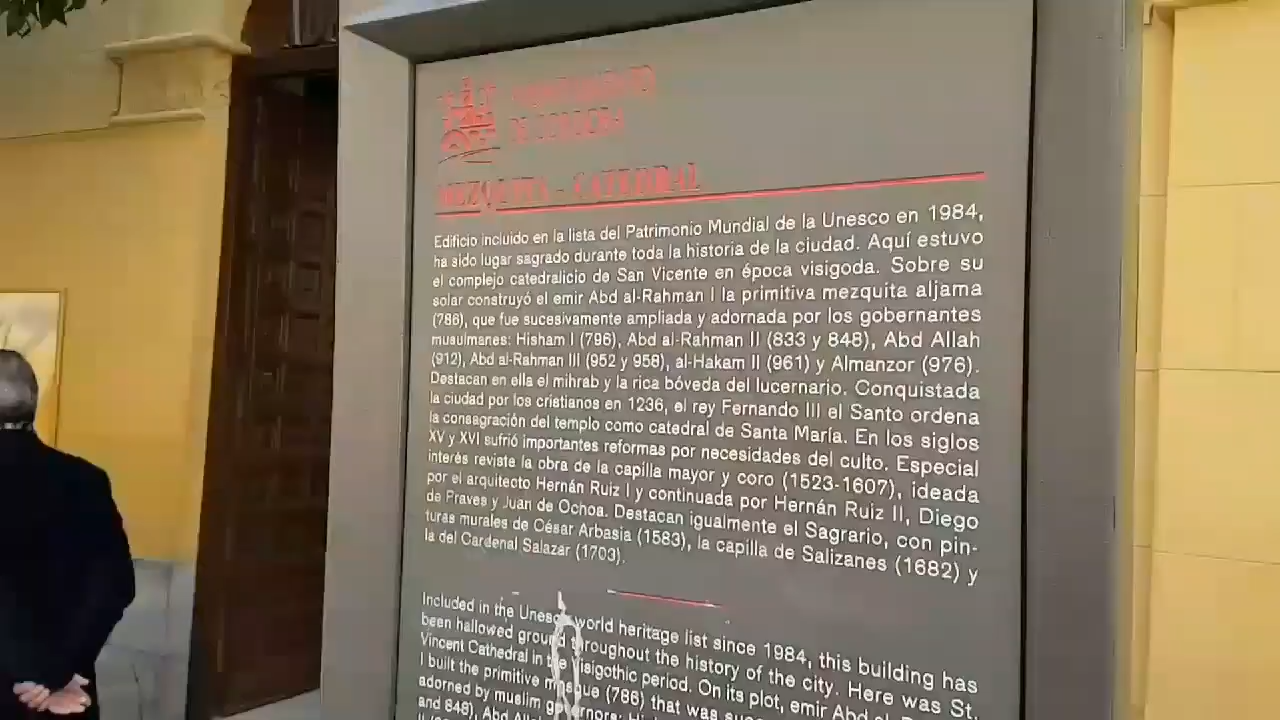 AYUNTAMIENTO
DE CORDOBA
MEZQUITA - CATEDRAL
Edificio incluido en la lista del Patrimonio Mundial de la Unesco en 1984,
ha sido lugar sagrado durante toda la historia de la ciudad. Aquí estuvo
el complejo catedralicio de San Vicente en época visigoda. Sobre su
solar construyó el emir Abd al-Rahman I la primitiva mezquita aljama
(786), que fue sucesivamente ampliada y adornada por los gobernantes
musulmanes: Hisham I (796), Abd al-Rahman II (833 y 848), Abd Allah
(912), Abd al-Rahman III (952 y 958), al-Hakam II (961) y Almanzor (976).
Destacan en ella el mihrab y la rica bóveda del lucernario. Conquistada
la ciudad por los cristianos en 1236, el rey Fernando III el Santo ordena
la consagración del templo como catedral de Santa María. En los siglos
XV y XVI sufrió importantes reformas por necesidades del culto. Especial
interés reviste la obra de la capilla mayor y coro (1523-1607), ideada
por el arquitecto Hernán Ruiz I y continuada por Hernán Ruiz II, Diego
de Praves y Juan de Ochoa. Destacan igualmente el Sagrario, con pin-
turas murales de César Arbasia (1583), la capilla de Salizanes (1682) y
la del Cardenal Salazar (1703).
Included in the Unesco world heritage list since 1984, this building has
been hallowed ground throughout the history of the city. Here was St.
Vincent Cathedral in the Visigothic period. On its plot, emir Abd
I built the primitive mosque (786) that was
adorned by muslim governors:
and 848), Abd